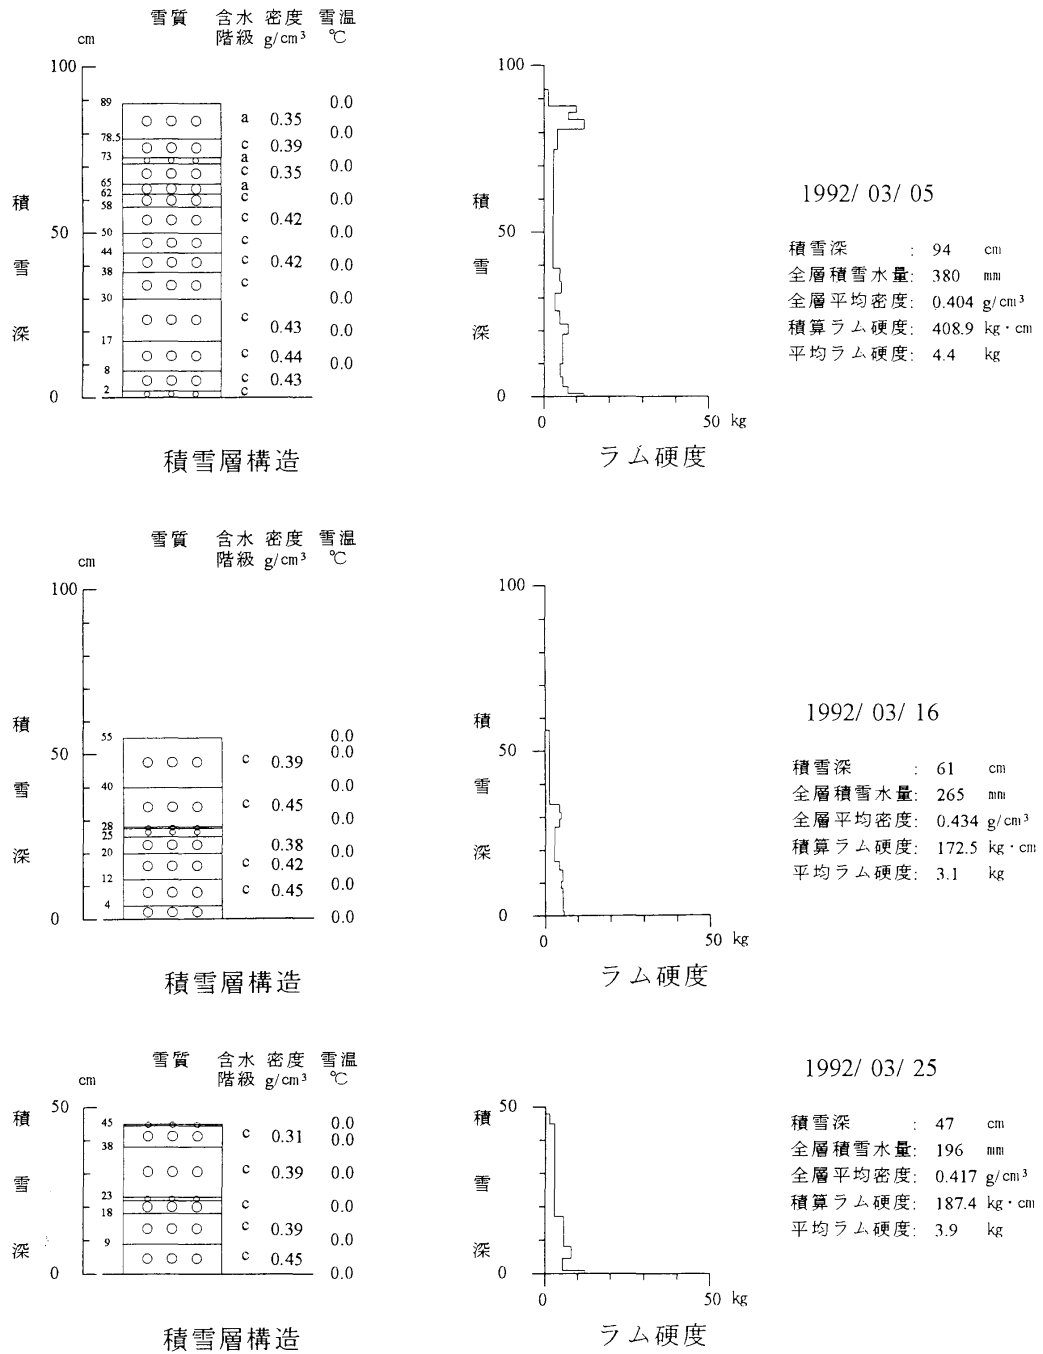 雪質 含水 密度 雪温
cm 階級 g/cm³ ℃
100
89 0.0
a 0.35
78.5 0.0
c 0.39
73 a
c 0.35 0.0
65 a
62 c 0.0
58
c 0.42
50 50 c 0.0
44
c 0.42 0.0
38
c
30 0.0
c 0.43 0.0
17
c 0.44 0.0
8
c 0.43
2 c
0
積
雪
深
積雪層構造
100
50
0
0 50 kg
積
雪
深
ラム硬度
1992/ 03/ 05
積雪深 : 94 cm
全層積雪水量: 380 mm
全層平均密度: 0.404 g/cm³
積算ラム硬度: 408.9 kg・cm
平均ラム硬度: 4.4 kg
雪質 含水 密度 雪温
cm 階級 g/cm³ ℃
100
55 0.0
50 c 0.39 0.0
40 0.0
c 0.45
28 0.0
25
0.38
20 0.0
c 0.42
12 0.0
c 0.45
4
0 0.0
積
雪
深
積雪層構造
100
50
0
0 50 kg
積
雪
深
ラム硬度
1992/ 03/ 16
積雪深 : 61 cm
全層積雪水量: 265 mm
全層平均密度: 0.434 g/cm³
積算ラム硬度: 172.5 kg・cm
平均ラム硬度: 3.1 kg
雪質 含水 密度 雪温
cm 階級 g/cm³ ℃
50
45 0.0
c 0.31 0.0
38
c 0.39 0.0
23
c 0.0
18
c 0.39
9 0.0
c 0.45
0 0.0
積
雪
深
積雪層構造
50
0
0 50 kg
積
雪
深
ラム硬度
1992/ 03/ 25
積雪深 : 47 cm
全層積雪水量: 196 mm
全層平均密度: 0.417 g/cm³
積算ラム硬度: 187.4 kg・cm
平均ラム硬度: 3.9 kg